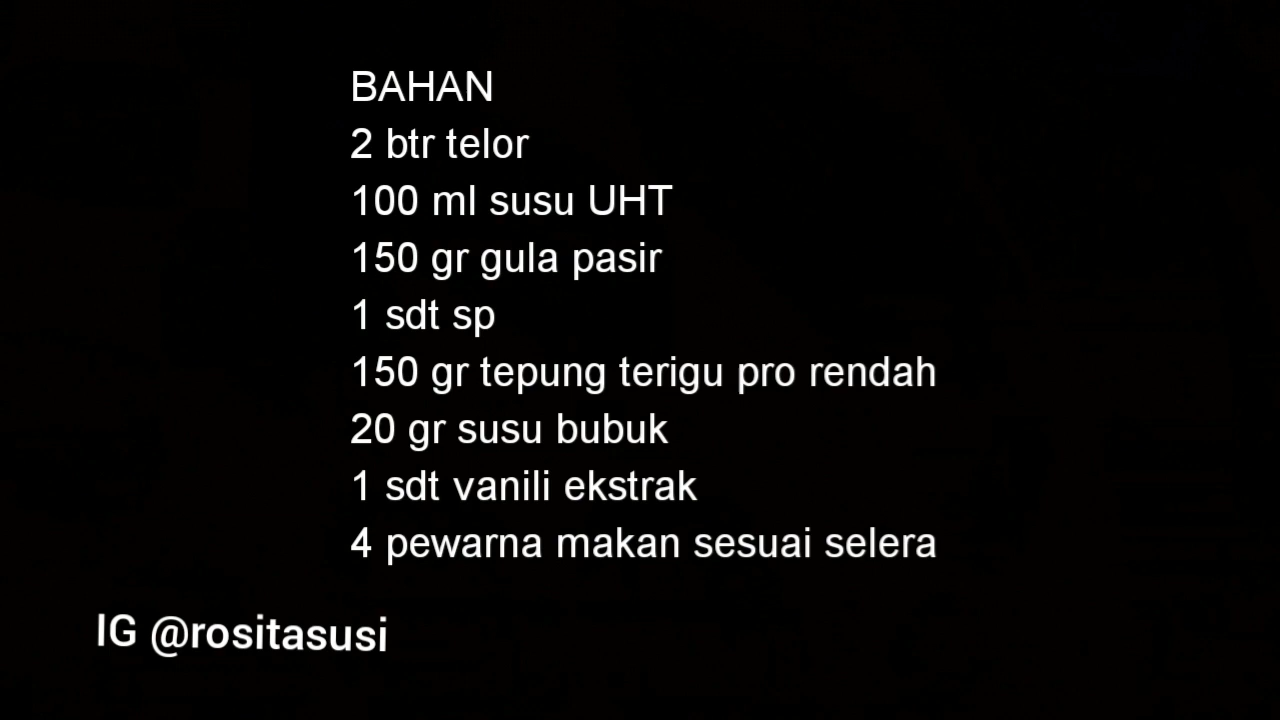 BAHAN
2 btr telor
100 ml susu UHT
150 gr gula pasir
1 sdt sp
150 gr tepung terigu pro rendah
20 gr susu bubuk
1 sdt vanili ekstrak
4 pewarna makan sesuai selera
IG @rositasusi